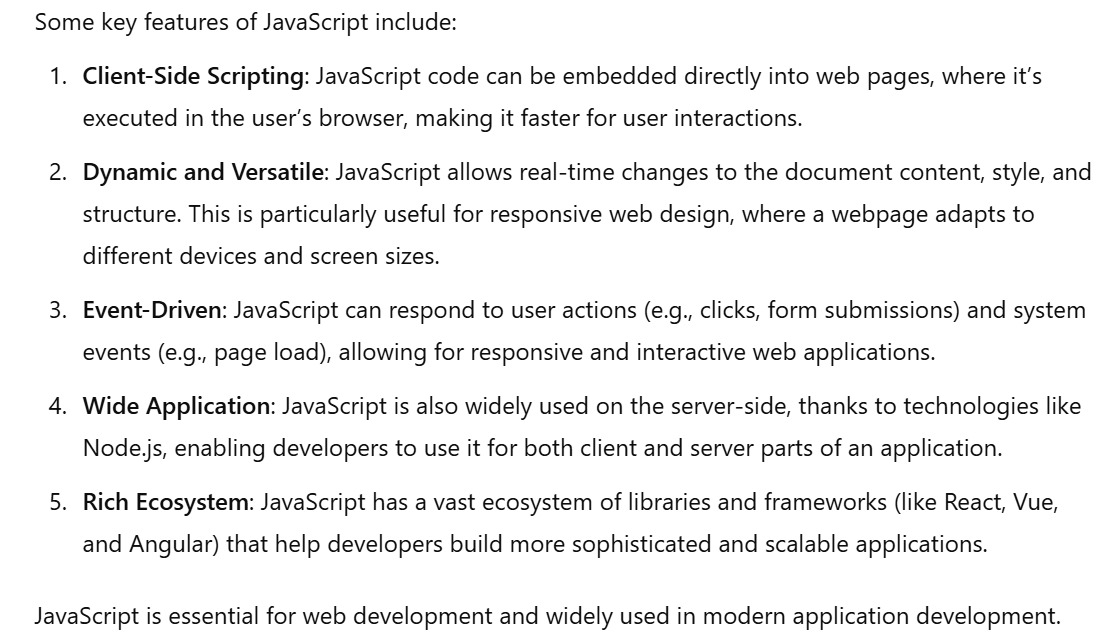 Some key features of JavaScript include:
1. Client-Side Scripting: JavaScript code can be embedded directly into web pages, where it’s
executed in the user’s browser, making it faster for user interactions.
2. Dynamic and Versatile: JavaScript allows real-time changes to the document content, style, and
structure. This is particularly useful for responsive web design, where a webpage adapts to
different devices and screen sizes.
3. Event-Driven: JavaScript can respond to user actions (e.g., clicks, form submissions) and system
events (e.g., page load), allowing for responsive and interactive web applications.
4. Wide Application: JavaScript is also widely used on the server-side, thanks to technologies like
Node.js, enabling developers to use it for both client and server parts of an application.
5. Rich Ecosystem: JavaScript has a vast ecosystem of libraries and frameworks (like React, Vue,
and Angular) that help developers build more sophisticated and scalable applications.
JavaScript is essential for web development and widely used in modern application development.